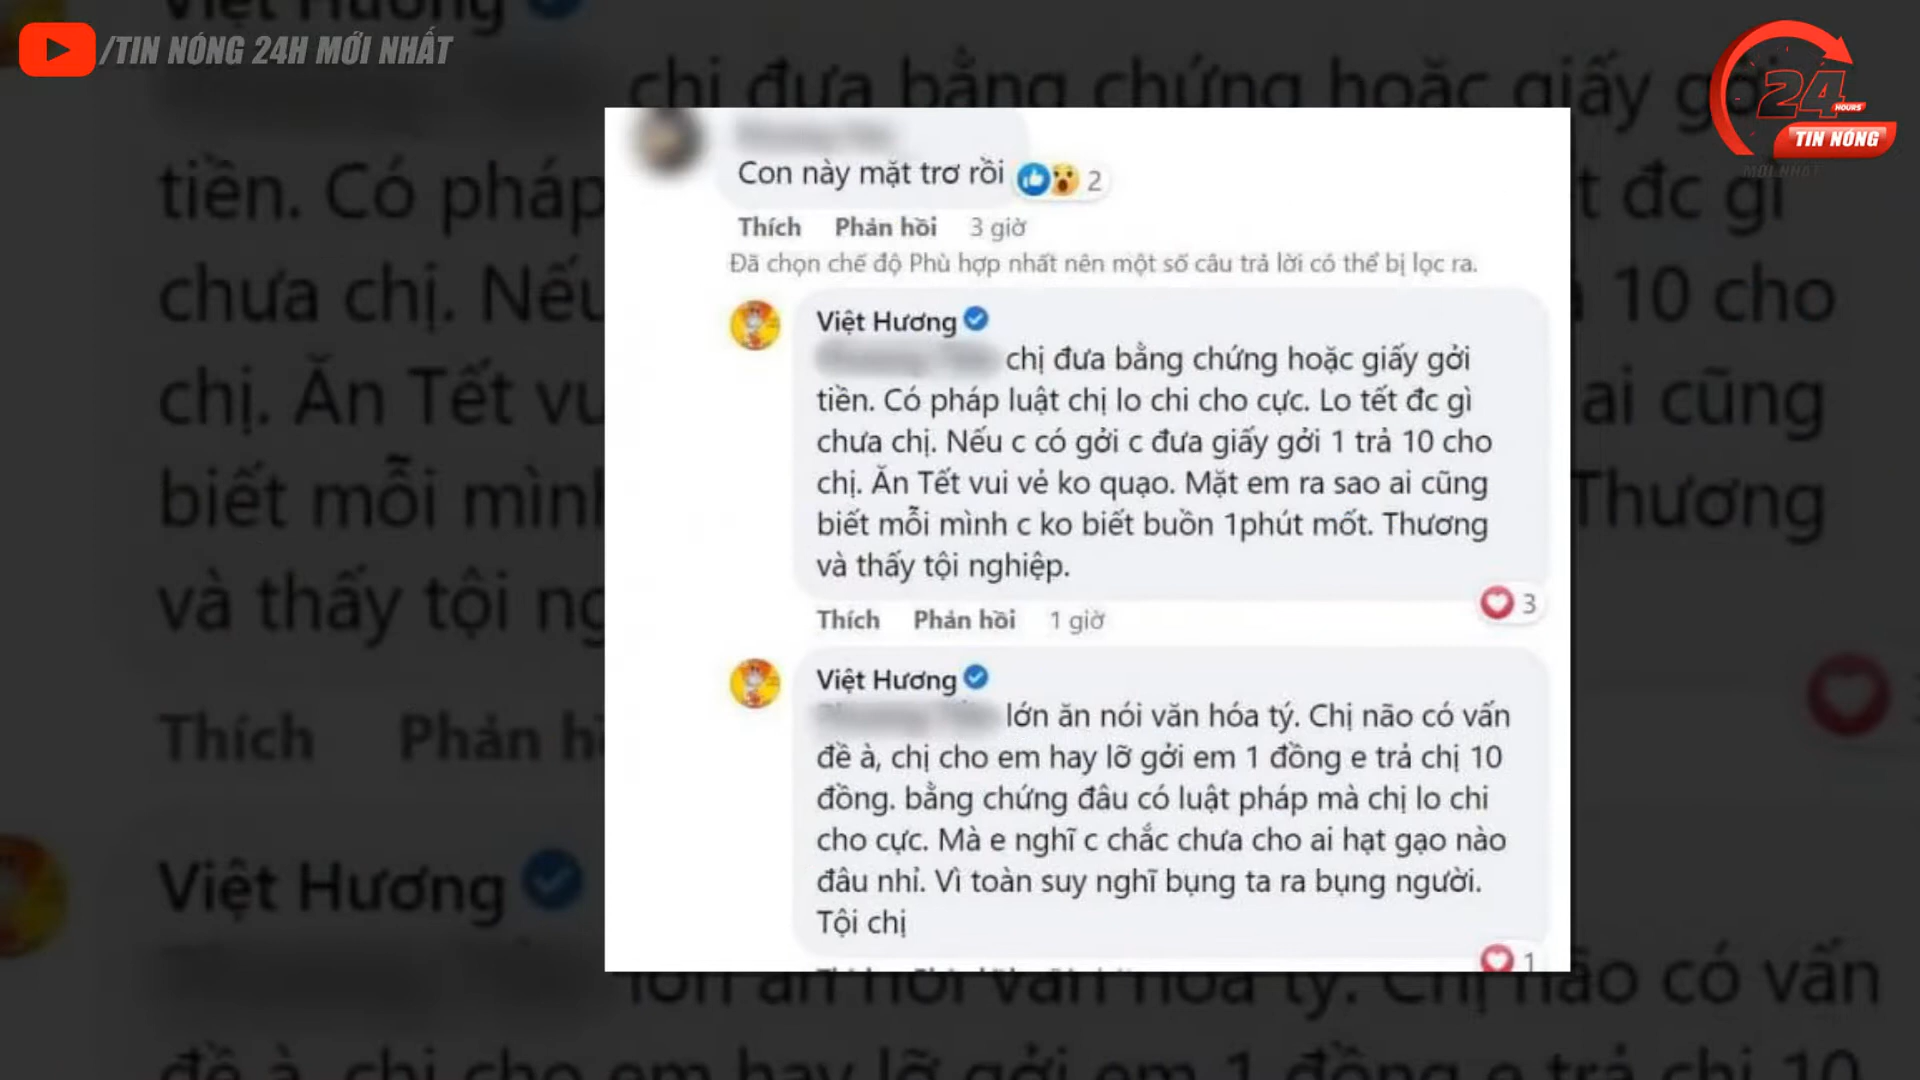 /TIN NÓNG 24H MỚI NHẤT
24
HOURS
TIN NÓNG
MỚI NHẤT
Con này mặt trơ rồi 2
Thích Phản hồi 3 giờ
Đã chọn chế độ Phù hợp nhất nên một số câu trả lời có thể bị lọc ra.
Việt Hương
chị đưa bằng chứng hoặc giấy gởi
tiền. Có pháp luật chị lo chi cho cực. Lo tết đc gì
chưa chị. Nếu c có gởi c đưa giấy gởi 1 trả 10 cho
chị. Ăn Tết vui vẻ ko quạo. Mặt em ra sao ai cũng
biết mỗi mình c ko biết buồn 1phút mốt. Thương
và thấy tội nghiệp.
3
Thích Phản hồi 1 giờ
Việt Hương
lớn ăn nói văn hóa tý. Chị não có vấn
đề à, chị cho em hay lỡ gởi em 1 đồng e trả chị 10
đồng. bằng chứng đâu có luật pháp mà chị lo chi
cho cực. Mà e nghĩ c chắc chưa cho ai hạt gạo nào
đâu nhỉ. Vì toàn suy nghĩ bụng ta ra bụng người.
Tội chị
1